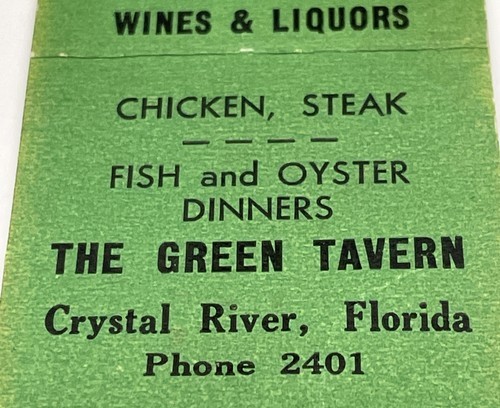 WINES & LIQUORS
CHICKEN, STEAK
– – – –
FISH and OYSTER
DINNERS
THE GREEN TAVERN
Crystal River, Florida
Phone 2401